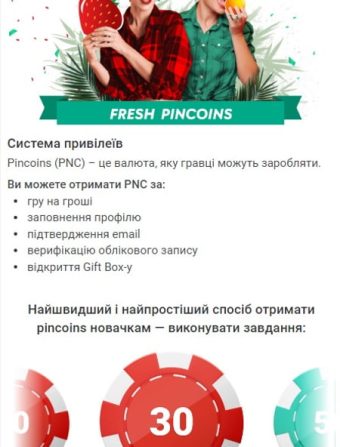 FRESH PINCOINS
Система привілеїв
Pincoins (PNC) – це валюта, яку гравці можуть заробляти.
Ви можете отримати PNC за:
• гру на гроші
• заповнення профілю
• підтвердження email
• верифікацію облікового запису
• відкриття Gift Box-у
Найшвидший і найпростіший спосіб отримати
pincoins новачкам — виконувати завдання:
30